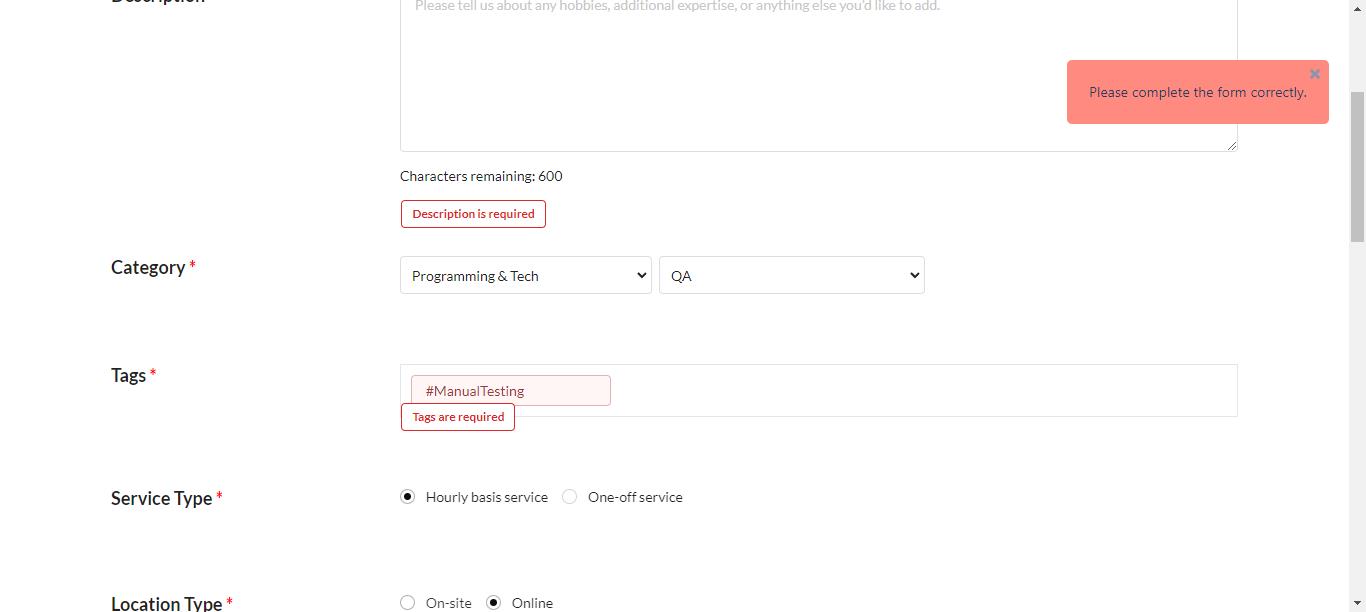 Description
Please tell us about any hobbies, additional expertise, or anything else you'd like to add.
Please complete the form correctly.
Characters remaining: 600
Description is required
Category *
Programming & Tech
QA
Tags *
#ManualTesting
Tags are required
Service Type *
Hourly basis service
One-off service
Location Type *
On-site
Online